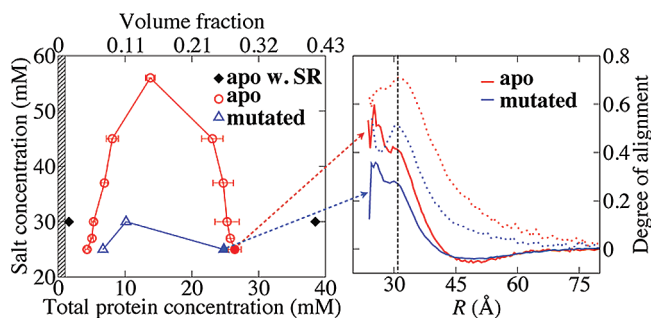 Volume fraction
0 0.11 0.21 0.32 0.43
60
50
40
30
20
Salt concentration (mM)
apo w. SR
apo
mutated
0 10 20 30 40
Total protein concentration (mM)
apo
mutated
0.8
0.6
0.4
0.2
0
Degree of alignment
30 45 60 75
R (Å)